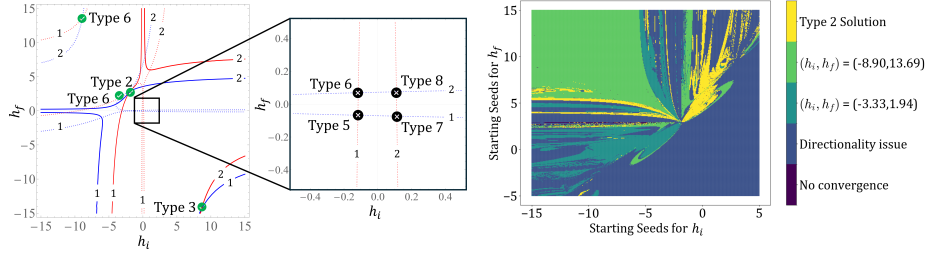 Type 6
Type 2
Type 6
Type 3
1
2
2
2
1
1
1
1
2
1
15
10
5
0
−5
−10
−15
−15
−10
−5
0
5
10
15
h_f
h_i
Type 6
Type 8
Type 5
Type 7
2
1
1
2
0.4
0.2
0.0
−0.2
−0.4
−0.4
−0.2
0.0
0.2
0.4
h_f
h_i
15
10
5
0
−5
−15
−10
−5
0
5
Starting Seeds for h_f
Starting Seeds for h_i
Type 2 Solution
(h_i, h_f) = (-8.90,13.69)
(h_i, h_f) = (-3.33,1.94)
Directionality issue
No convergence